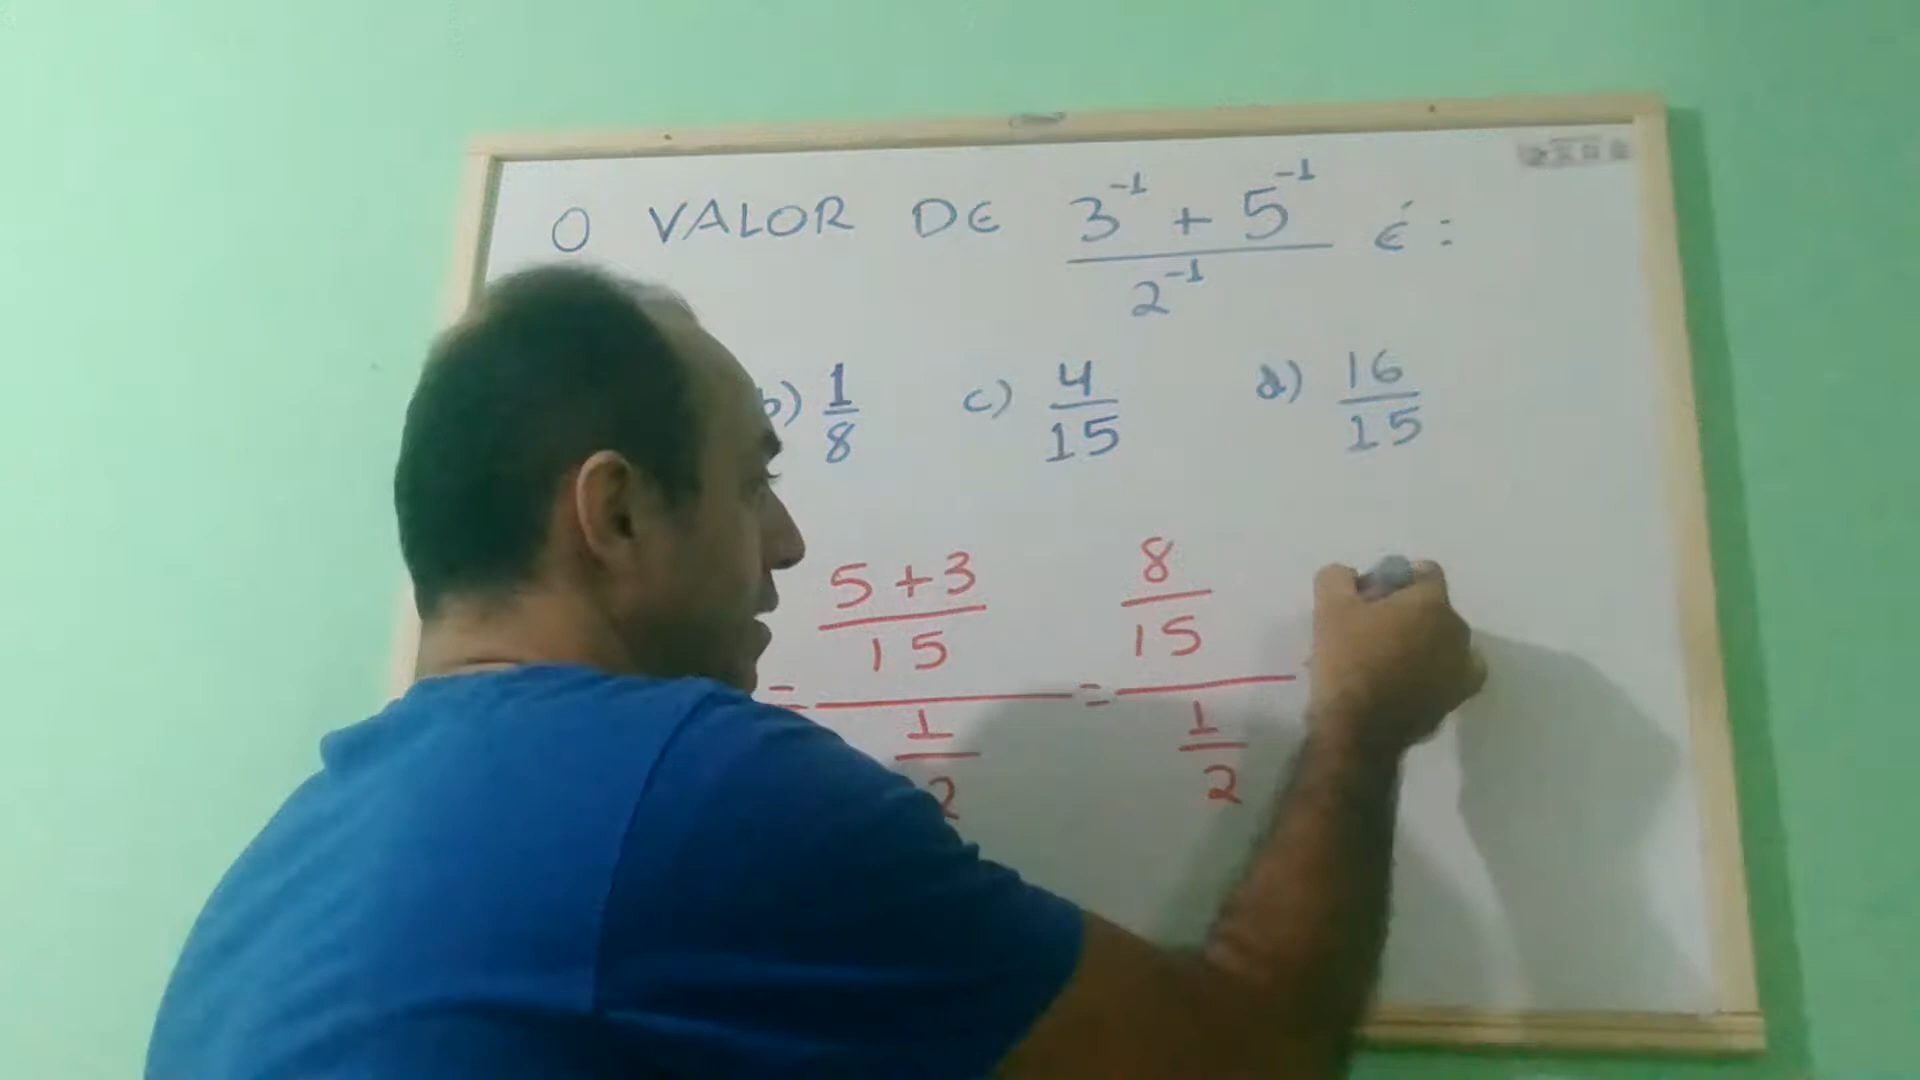 O VALOR DE (3⁻¹ + 5⁻¹)/2⁻¹ É:
b) 1/8 c) 4/15 d) 16/15
= ((5+3)/15)/(1/2) = (8/15)/(1/2)